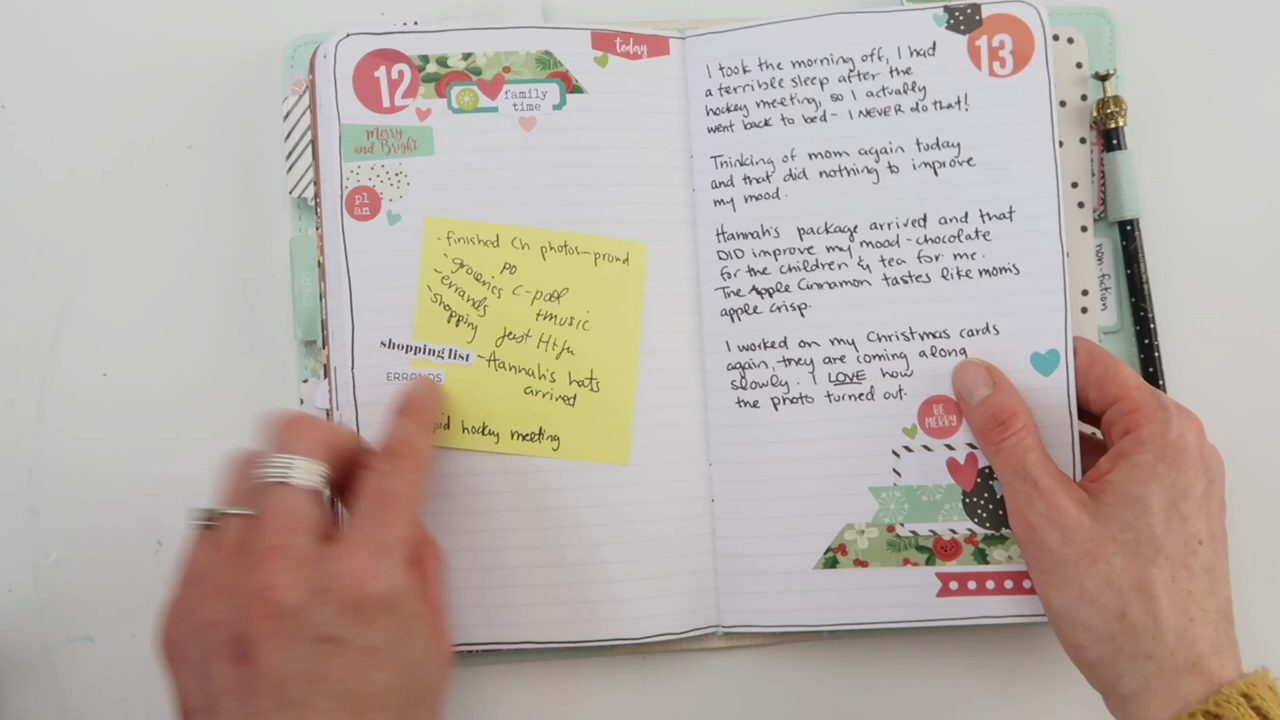 12
today
family
time
Merry
and Bright
pl
an
- finished Ch photos - proud
- groceries PO
- errands C-pool
- shopping +music
just H+fu
shopping list
- Hannah's hats
arrived
ERRANDS
hockey meeting
13
I took the morning off, I had
a terrible sleep after the
hockey meeting, so I actually
went back to bed - I NEVER do that!
Thinking of mom again today
and that did nothing to improve
my mood.
Hannah's package arrived and that
DID improve my mood - chocolate
for the children & tea for me.
The Apple Cinnamon tastes like mom's
apple crisp.
I worked on my Christmas cards
again, they are coming along
slowly. I LOVE how
the photo turned out.
BE
MERRY
non-fiction